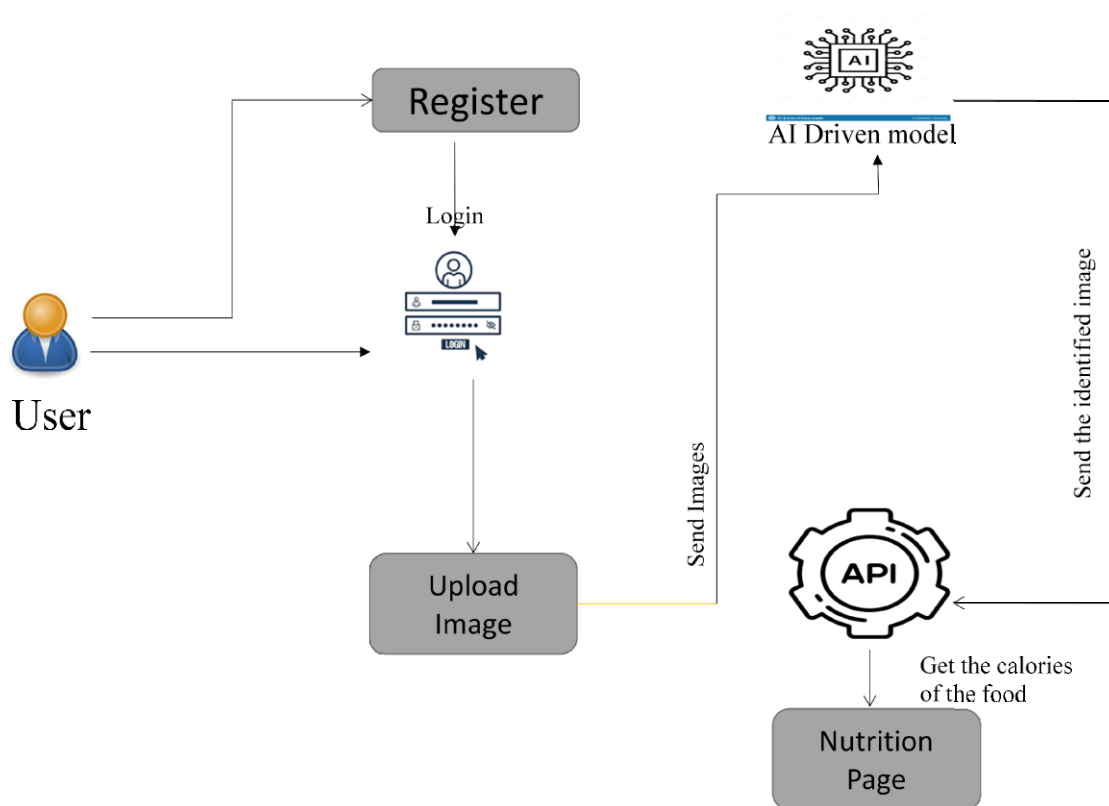 Register
AI
AI Driven model
Login
LOGIN
User
Send Images
Send the identified image
Upload
Image
API
Get the calories
of the food
Nutrition
Page